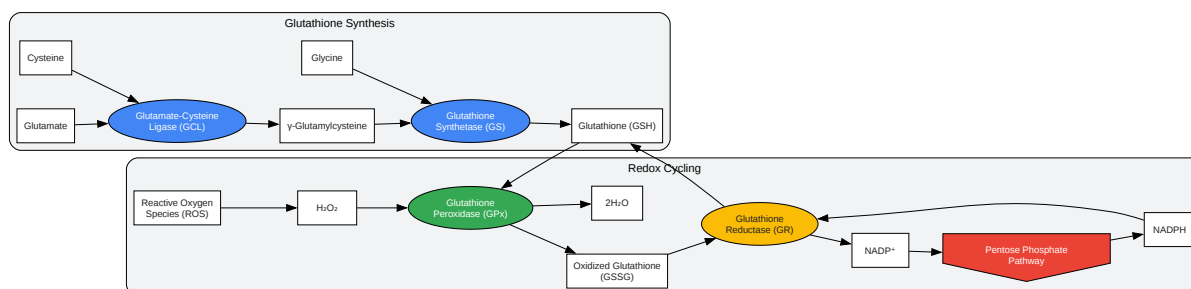 Glutathione Synthesis
Cysteine
Glycine
Glutamate
Glutamate-Cysteine
Ligase (GCL)
γ-Glutamylcysteine
Glutathione
Synthetase (GS)
Glutathione (GSH)
Redox Cycling
Reactive Oxygen
Species (ROS)
H₂O₂
Glutathione
Peroxidase (GPx)
2H₂O
Oxidized Glutathione
(GSSG)
Glutathione
Reductase (GR)
NADP⁺
Pentose Phosphate
Pathway
NADPH